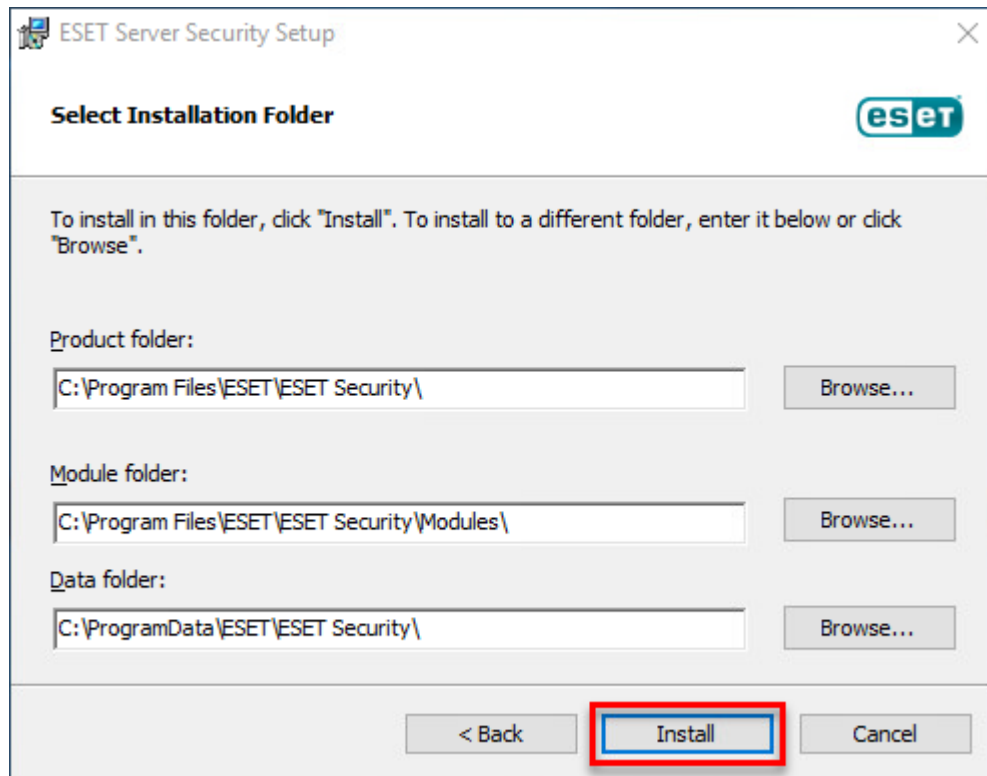 ESET Server Security Setup
Select Installation Folder
eset
To install in this folder, click "Install". To install to a different folder, enter it below or click
"Browse".
Product folder:
C:\Program Files\ESET\ESET Security\
Browse...
Module folder:
C:\Program Files\ESET\ESET Security\Modules\
Browse...
Data folder:
C:\ProgramData\ESET\ESET Security\
Browse...
< Back
Install
Cancel